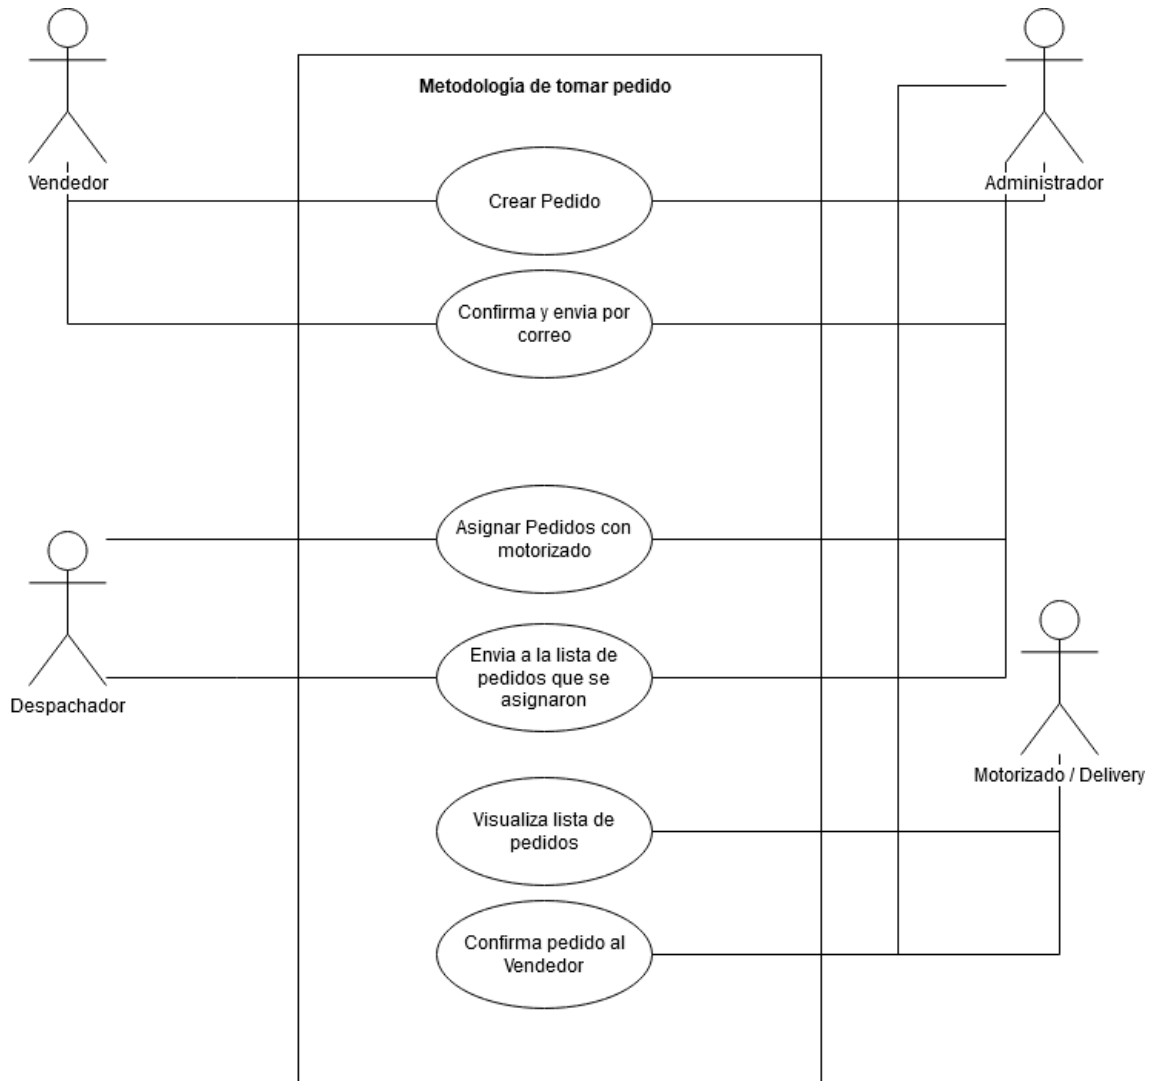 Metodología de tomar pedido
Vendedor
Administrador
Crear Pedido
Confirma y envia por
correo
Asignar Pedidos con
motorizado
Envia a la lista de
pedidos que se
asignaron
Despachador
Motorizado / Delivery
Visualiza lista de
pedidos
Confirma pedido al
Vendedor